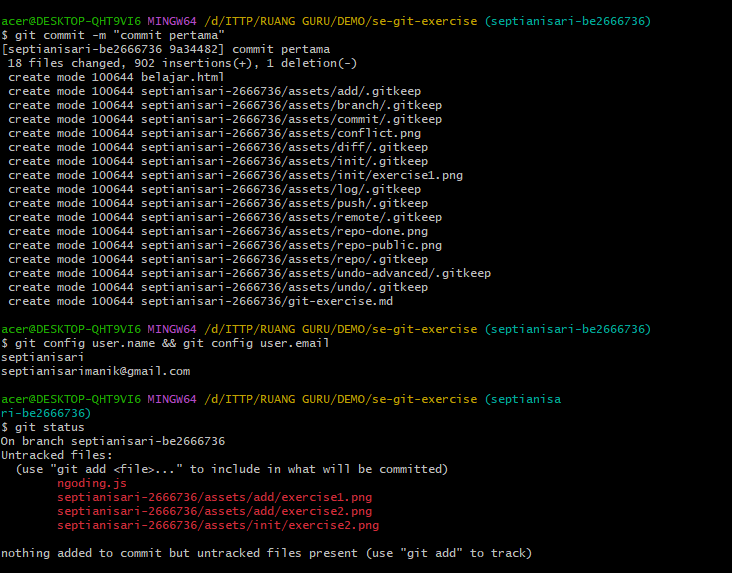 acer@DESKTOP-QHT9VI6 MINGW64 /d/ITTP/RUANG GURU/DEMO/se-git-exercise (septianisari-be2666736)
$ git commit -m "commit pertama"
[septianisari-be2666736 9a34482] commit pertama
 18 files changed, 902 insertions(+), 1 deletion(-)
 create mode 100644 belajar.html
 create mode 100644 septianisari-2666736/assets/add/.gitkeep
 create mode 100644 septianisari-2666736/assets/branch/.gitkeep
 create mode 100644 septianisari-2666736/assets/commit/.gitkeep
 create mode 100644 septianisari-2666736/assets/conflict.png
 create mode 100644 septianisari-2666736/assets/diff/.gitkeep
 create mode 100644 septianisari-2666736/assets/init/.gitkeep
 create mode 100644 septianisari-2666736/assets/init/exercise1.png
 create mode 100644 septianisari-2666736/assets/log/.gitkeep
 create mode 100644 septianisari-2666736/assets/push/.gitkeep
 create mode 100644 septianisari-2666736/assets/remote/.gitkeep
 create mode 100644 septianisari-2666736/assets/repo-done.png
 create mode 100644 septianisari-2666736/assets/repo-public.png
 create mode 100644 septianisari-2666736/assets/repo/.gitkeep
 create mode 100644 septianisari-2666736/assets/undo-advanced/.gitkeep
 create mode 100644 septianisari-2666736/assets/undo/.gitkeep
 create mode 100644 septianisari-2666736/git-exercise.md
acer@DESKTOP-QHT9VI6 MINGW64 /d/ITTP/RUANG GURU/DEMO/se-git-exercise (septianisari-be2666736)
$ git config user.name && git config user.email
septianisari
septianisarimanik@gmail.com
acer@DESKTOP-QHT9VI6 MINGW64 /d/ITTP/RUANG GURU/DEMO/se-git-exercise (septianisa
ri-be2666736)
$ git status
On branch septianisari-be2666736
Untracked files:
  (use "git add <file>..." to include in what will be committed)
        ngoding.js
        septianisari-2666736/assets/add/exercise1.png
        septianisari-2666736/assets/add/exercise2.png
        septianisari-2666736/assets/init/exercise2.png
nothing added to commit but untracked files present (use "git add" to track)